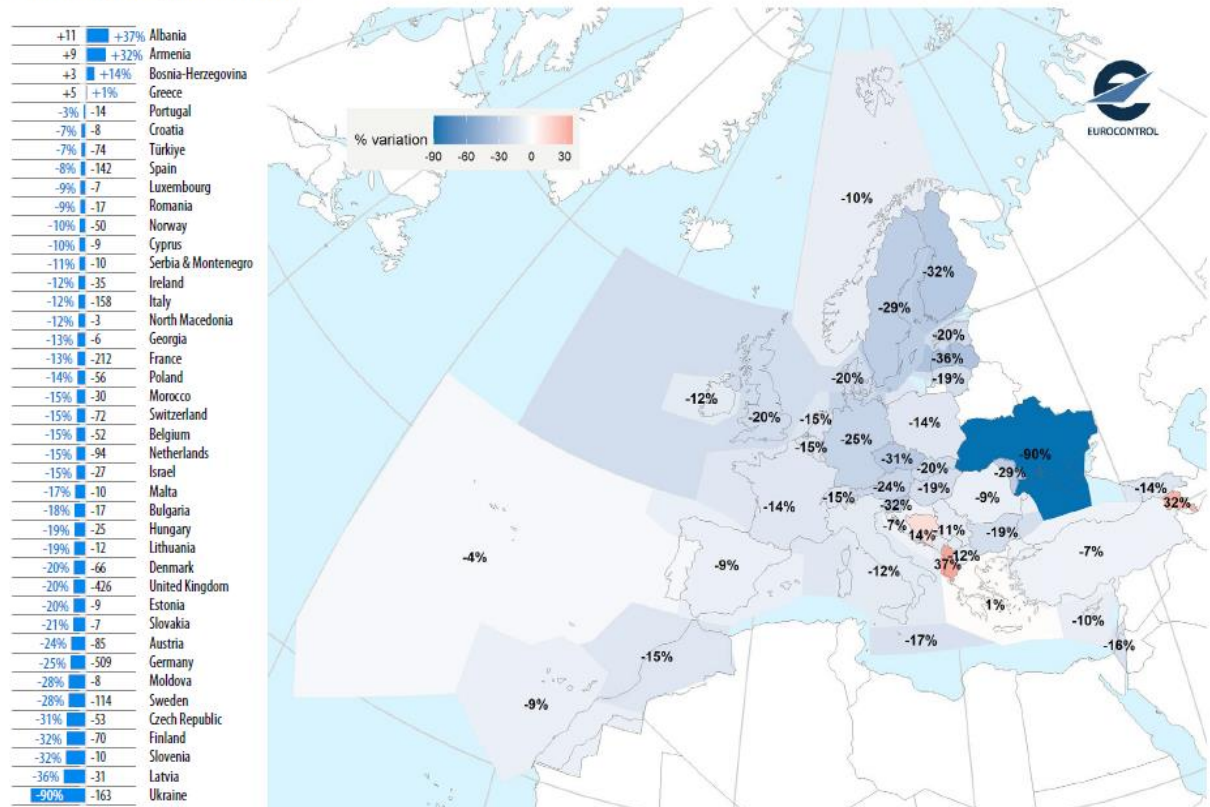 +11 +37% Albania
+9 +32% Armenia
+3 +14% Bosnia-Herzegovina
+5 +1% Greece
-3% -14 Portugal
-7% -8 Croatia
-7% -74 Türkiye
-8% -142 Spain
-9% -7 Luxembourg
-9% -17 Romania
-10% -50 Norway
-10% -9 Cyprus
-11% -10 Serbia & Montenegro
-12% -35 Ireland
-12% -158 Italy
-12% -3 North Macedonia
-13% -6 Georgia
-13% -212 France
-14% -56 Poland
-15% -30 Morocco
-15% -72 Switzerland
-15% -52 Belgium
-15% -94 Netherlands
-15% -27 Israel
-17% -10 Malta
-18% -17 Bulgaria
-19% -25 Hungary
-19% -12 Lithuania
-20% -66 Denmark
-20% -426 United Kingdom
-20% -9 Estonia
-21% -7 Slovakia
-24% -85 Austria
-25% -509 Germany
-28% -8 Moldova
-28% -114 Sweden
-31% -53 Czech Republic
-32% -70 Finland
-32% -10 Slovenia
-36% -31 Latvia
-90% -163 Ukraine
% variation
-90 -60 -30 0 30
EUROCONTROL
-10%
-32%
-29%
-20%
-36%
-20%
-19%
-12%
-20%
-15%
-14%
-25%
-15%
-90%
-31%
-29%
-20%
-14%
-24%
-19%
-9%
32%
-14%
-15%
-32%
-7%
14%
-11%
-19%
-4%
-9%
-12%
37%
-12%
-7%
1%
-10%
-17%
-16%
-15%
-9%